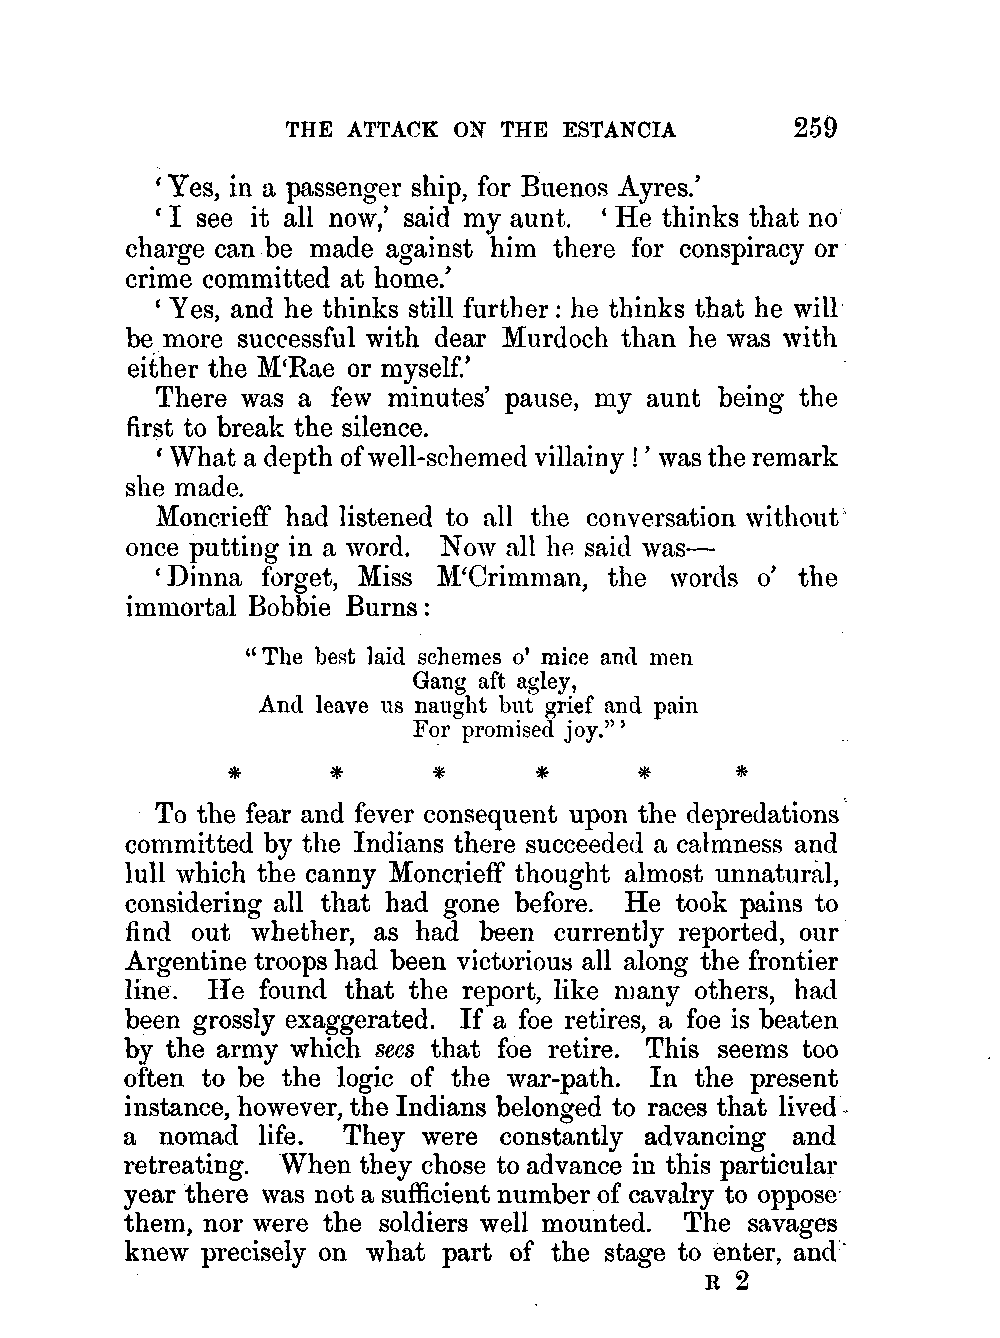 THE ATTACK ON THE ESTANCIA 259
‘Yes, in a passenger ship, for Buenos Ayres.’
‘I see it all now,’ said my aunt. ‘He thinks that no
charge can be made against him there for conspiracy or
crime committed at home.’
‘Yes, and he thinks still further: he thinks that he will
be more successful with dear Murdoch than he was with
either the M‘Rae or myself.’
There was a few minutes’ pause, my aunt being the
first to break the silence.
‘What a depth of well-schemed villainy!’ was the remark
she made.
Moncrieff had listened to all the conversation without
once putting in a word. Now all he said was—
‘Dinna forget, Miss M‘Crimman, the words o’ the
immortal Bobbie Burns:
“The best laid schemes o’ mice and men
Gang aft agley,
And leave us naught but grief and pain
For promised joy.”’
* * * * * *
To the fear and fever consequent upon the depredations
committed by the Indians there succeeded a calmness and
lull which the canny Moncrieff thought almost unnatural,
considering all that had gone before. He took pains to
find out whether, as had been currently reported, our
Argentine troops had been victorious all along the frontier
line. He found that the report, like many others, had
been grossly exaggerated. If a foe retires, a foe is beaten
by the army which sees that foe retire. This seems too
often to be the logic of the war-path. In the present
instance, however, the Indians belonged to races that lived
a nomad life. They were constantly advancing and
retreating. When they chose to advance in this particular
year there was not a sufficient number of cavalry to oppose
them, nor were the soldiers well mounted. The savages
knew precisely on what part of the stage to enter, and
R 2